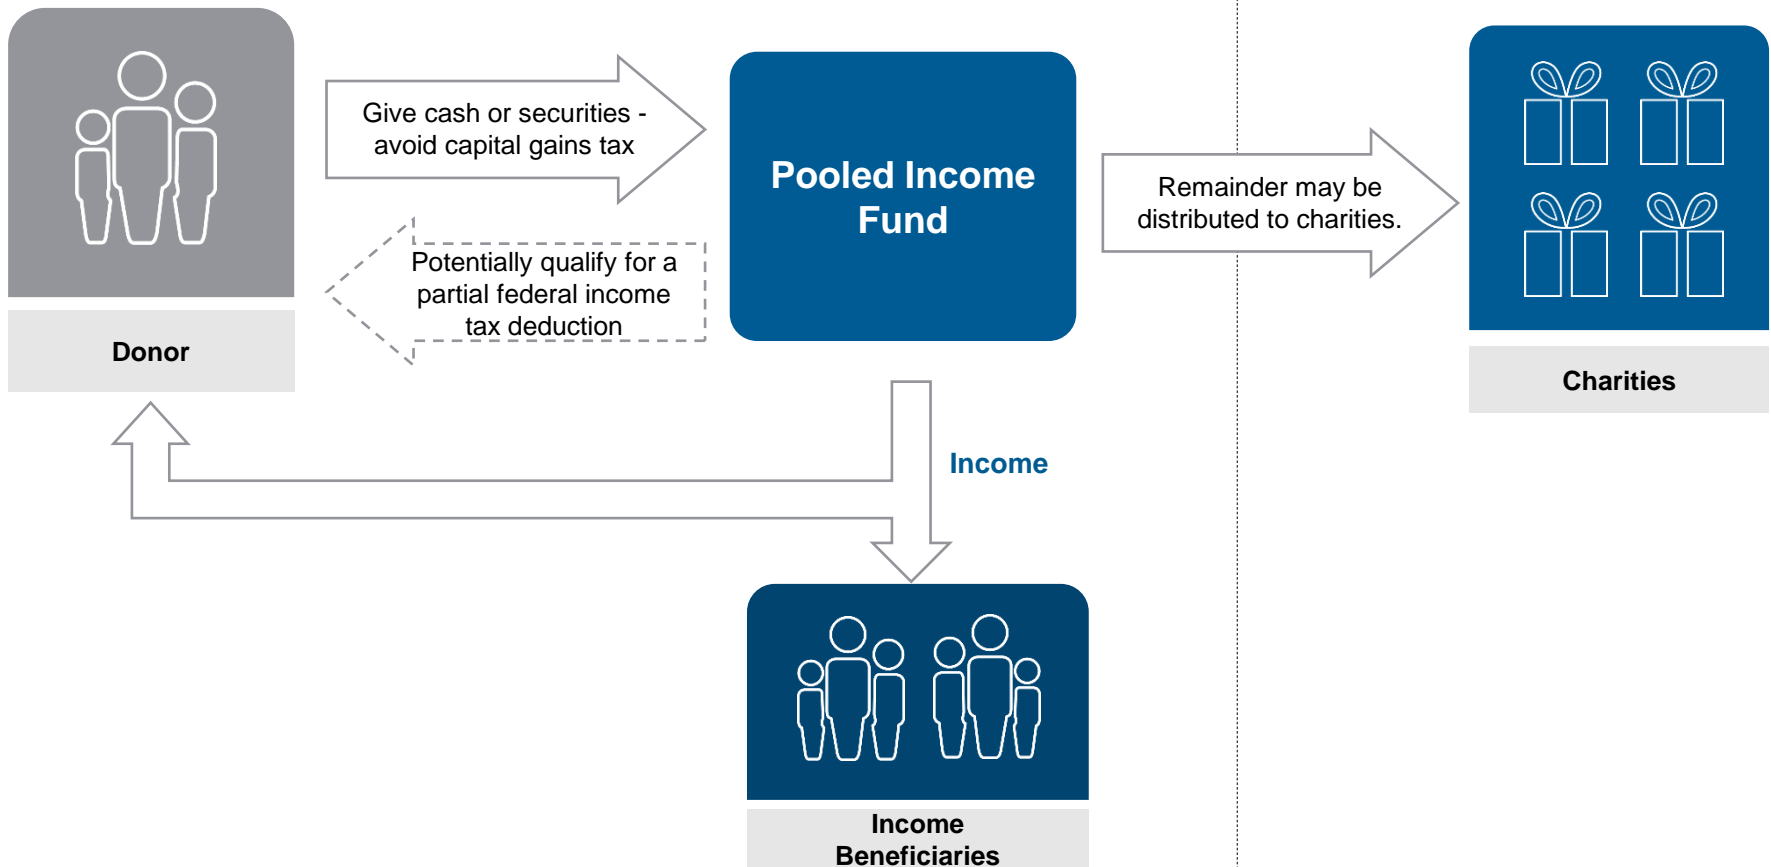 Give cash or securities -
avoid capital gains tax
Pooled Income
Fund
Remainder may be
distributed to charities.
Potentially qualify for a
partial federal income
tax deduction
Donor
Charities
Income
Income
Beneficiaries